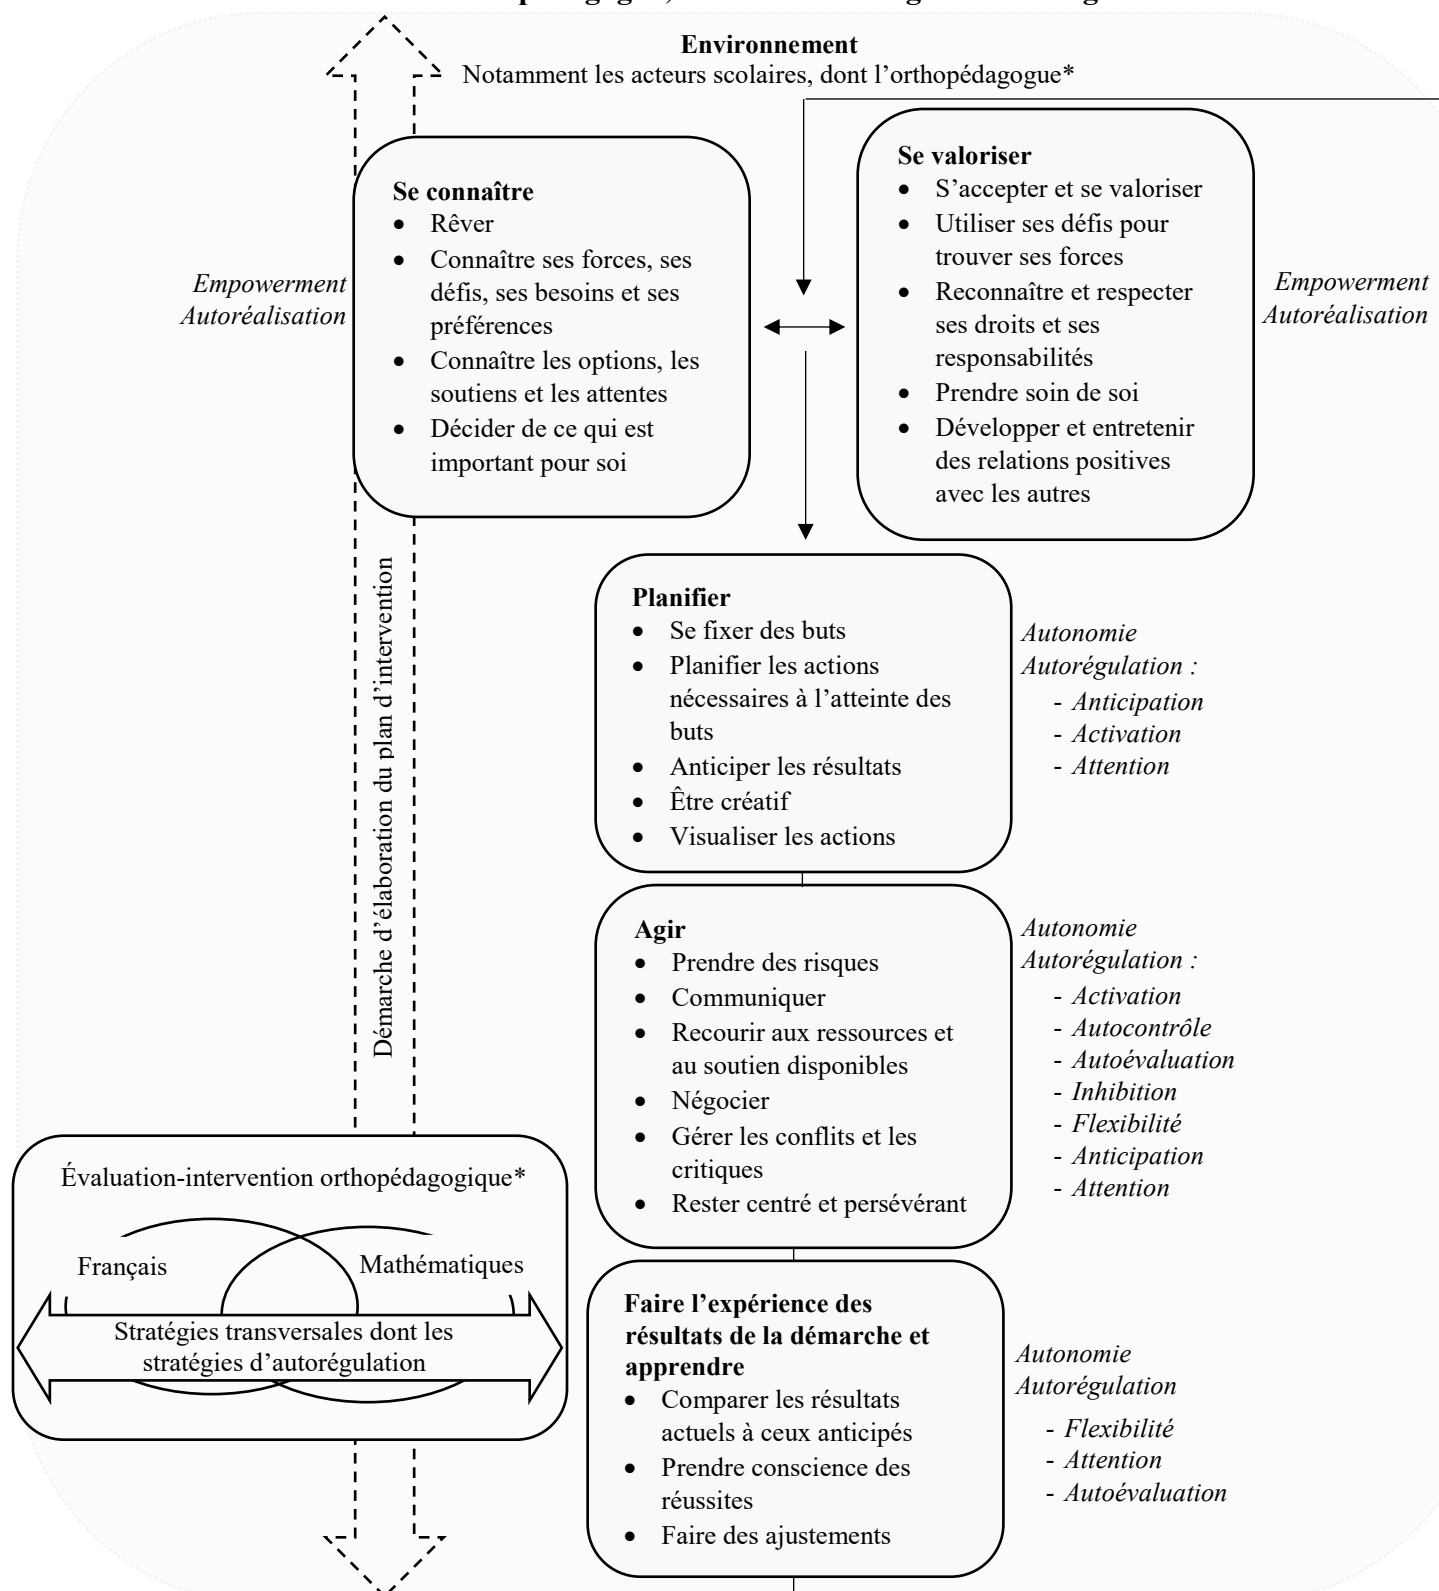 Environnement
Notamment les acteurs scolaires, dont l’orthopédagogue*
Se connaître
• Rêver
• Connaître ses forces, ses
défis, ses besoins et ses
préférences
• Connaître les options, les
soutiens et les attentes
• Décider de ce qui est
important pour soi
Empowerment
Autoréalisation
Se valoriser
• S’accepter et se valoriser
• Utiliser ses défis pour
trouver ses forces
• Reconnaître et respecter
ses droits et ses
responsabilités
• Prendre soin de soi
• Développer et entretenir
des relations positives
avec les autres
Empowerment
Autoréalisation
Démarche d’élaboration du plan d’intervention
Planifier
• Se fixer des buts
• Planifier les actions
nécessaires à l’atteinte des
buts
• Anticiper les résultats
• Être créatif
• Visualiser les actions
Autonomie
Autorégulation :
- Anticipation
- Activation
- Attention
Agir
• Prendre des risques
• Communiquer
• Recourir aux ressources et
au soutien disponibles
• Négocier
• Gérer les conflits et les
critiques
• Rester centré et persévérant
Autonomie
Autorégulation :
- Activation
- Autocontrôle
- Autoévaluation
- Inhibition
- Flexibilité
- Anticipation
- Attention
Évaluation-intervention orthopédagogique*
Français
Mathématiques
Stratégies transversales dont les
stratégies d’autorégulation
Faire l’expérience des
résultats de la démarche et
apprendre
• Comparer les résultats
actuels à ceux anticipés
• Prendre conscience des
réussites
• Faire des ajustements
Autonomie
Autorégulation
- Flexibilité
- Attention
- Autoévaluation